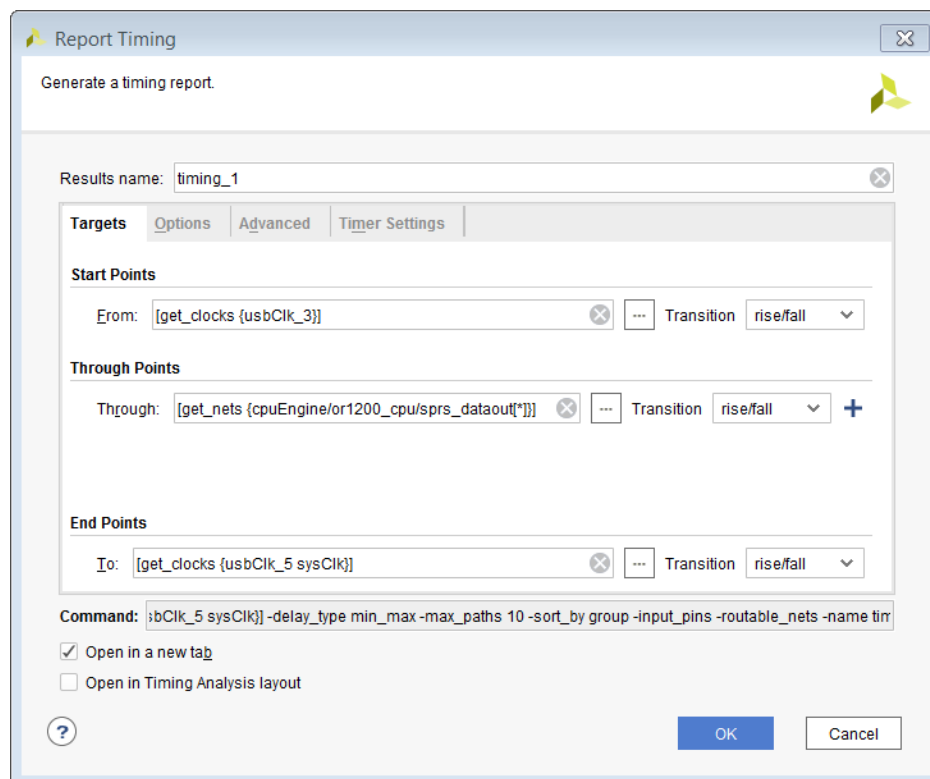 Report Timing
Generate a timing report.
Results name: timing_1
Targets Options Advanced Timer Settings
Start Points
From: [get_clocks {usbClk_3}] ... Transition rise/fall
Through Points
Through: [get_nets {cpuEngine/or1200_cpu/sprs_dataout[*]}] ... Transition rise/fall +
End Points
To: [get_clocks {usbClk_5 sysClk}] ... Transition rise/fall
Command: sbClk_5 sysClk}] -delay_type min_max -max_paths 10 -sort_by group -input_pins -routable_nets -name tim
Open in a new tab
Open in Timing Analysis layout
? OK Cancel